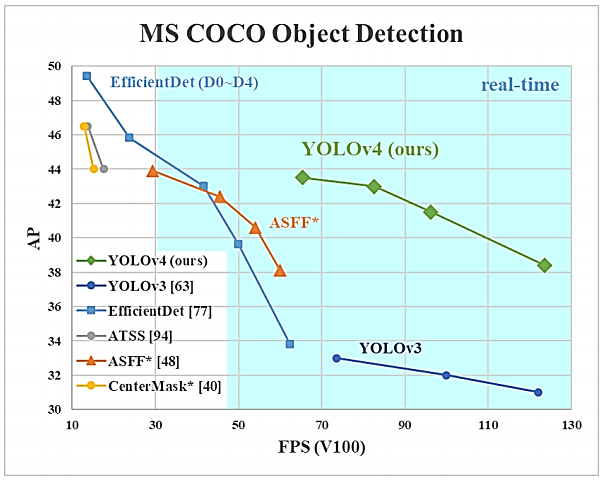 MS COCO Object Detection
50
48
46
44
42
40
38
36
34
32
30
AP
EfficientDet (D0~D4)
real-time
YOLOv4 (ours)
ASFF*
YOLOv3
YOLOv4 (ours)
YOLOv3 [63]
EfficientDet [77]
ATSS [94]
ASFF* [48]
CenterMask* [40]
10 30 50 70 90 110 130
FPS (V100)